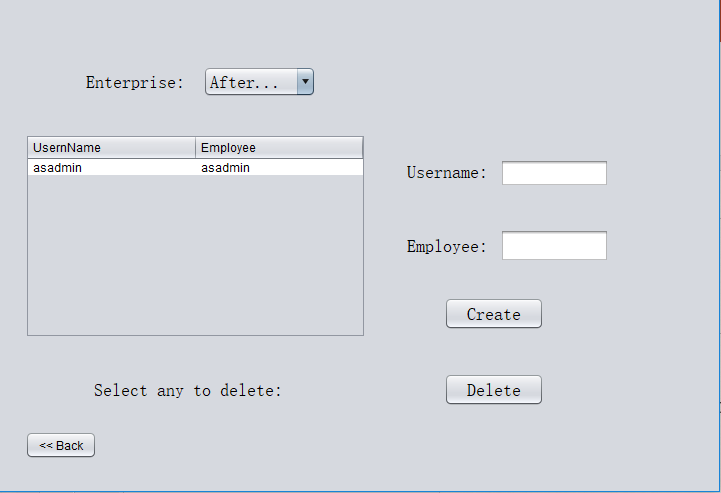 Enterprise: After...
UsernName Employee
asadmin asadmin
Username:
Employee:
Create
Select any to delete: Delete
<< Back